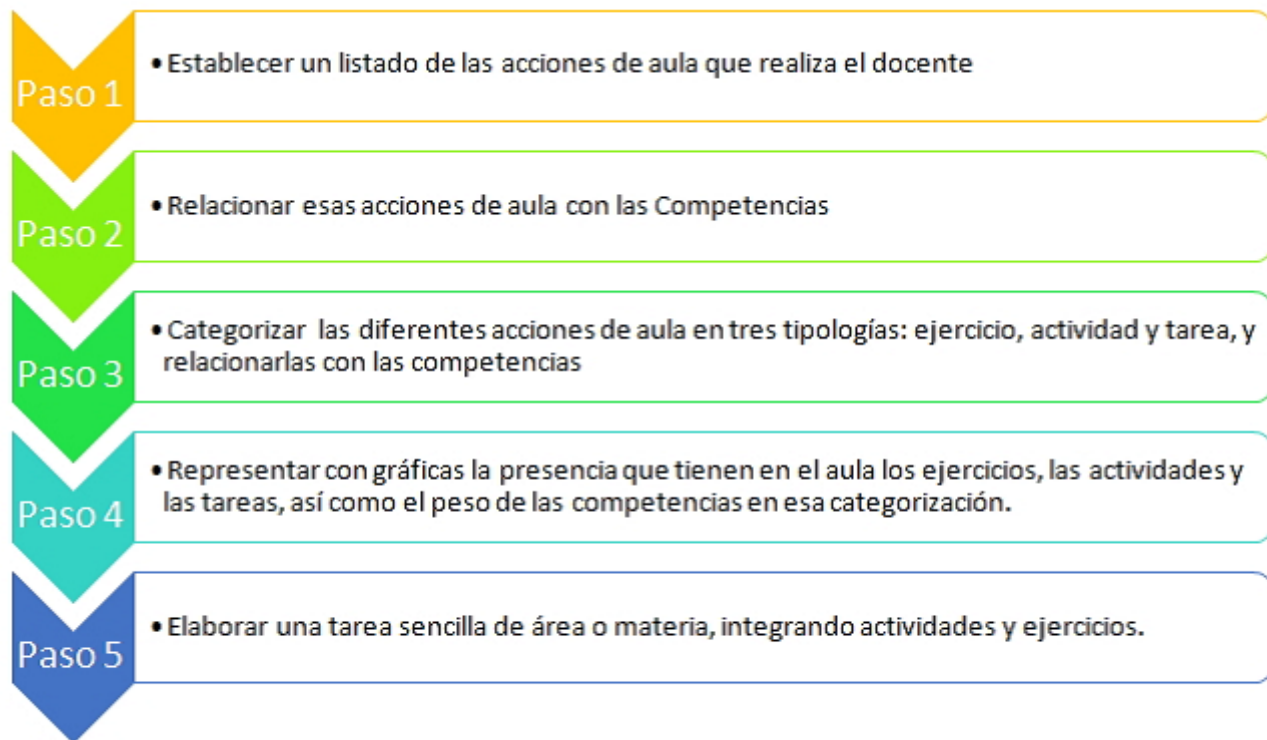 Paso 1
• Establecer un listado de las acciones de aula que realiza el docente
Paso 2
• Relacionar esas acciones de aula con las Competencias
Paso 3
• Categorizar las diferentes acciones de aula en tres tipologías: ejercicio, actividad y tarea, y
relacionarlas con las competencias
Paso 4
• Representar con gráficas la presencia que tienen en el aula los ejercicios, las actividades y
las tareas, así como el peso de las competencias en esa categorización.
Paso 5
• Elaborar una tarea sencilla de área o materia, integrando actividades y ejercicios.